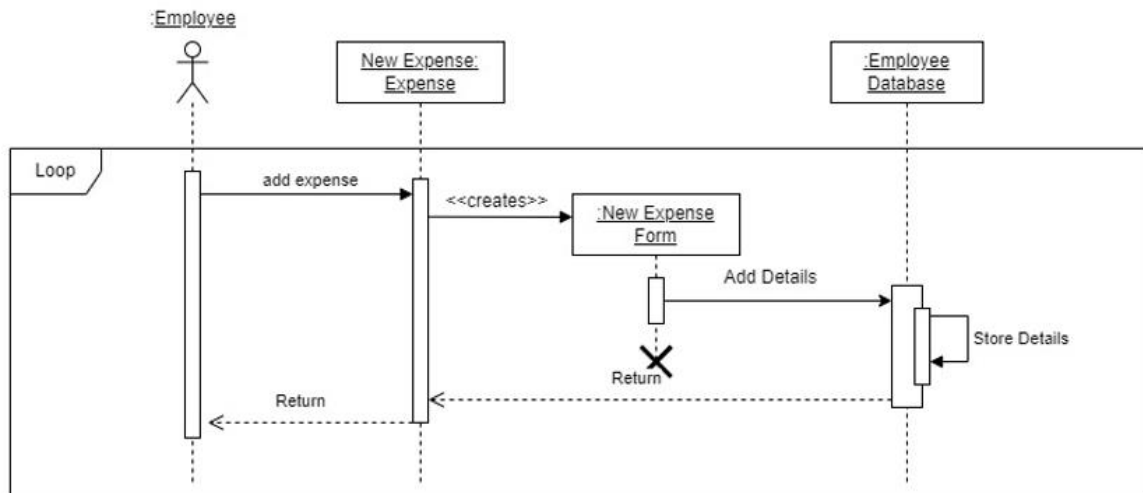 :Employee
New Expense:
Expense
:Employee
Database
Loop
add expense
<<creates>>
:New Expense
Form
Add Details
Store Details
Return
Return